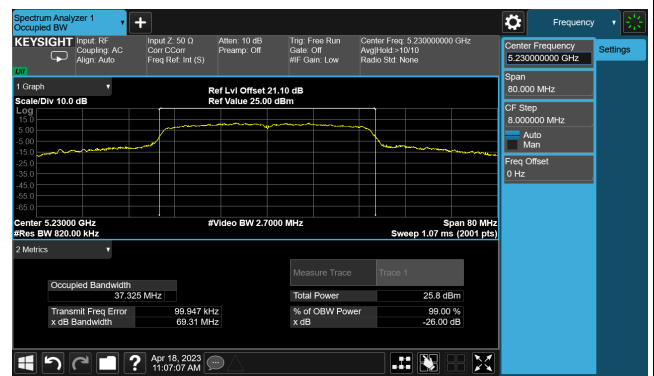 Spectrum Analyzer 1
Occupied BW
Frequency
KEYSIGHT
Input: RF
Coupling: AC
Align: Auto
Input Z: 50 Ω
Corr CCorr
Freq Ref: Int (S)
Atten: 10 dB
Preamp: Off
Trig: Free Run
Gate: Off
#IF Gain: Low
Center Freq: 5.230000000 GHz
Avg|Hold:>10/10
Radio Std: None
LXI
Center Frequency
5.230000000 GHz
Settings
Span
80.000 MHz
CF Step
8.000000 MHz
Auto
Man
Freq Offset
0 Hz
1 Graph
Scale/Div 10.0 dB
Ref Lvl Offset 21.10 dB
Ref Value 25.00 dBm
Log
15.0
5.00
-5.00
-15.0
-25.0
-35.0
-45.0
-55.0
-65.0
Center 5.23000 GHz
#Video BW 2.7000 MHz
Span 80 MHz
#Res BW 820.00 kHz
Sweep 1.07 ms (2001 pts)
2 Metrics
Measure Trace
Trace 1
Occupied Bandwidth
37.325 MHz
Total Power
25.8 dBm
Transmit Freq Error
99.947 kHz
% of OBW Power
99.00 %
x dB Bandwidth
69.31 MHz
x dB
-26.00 dB
?
Apr 18, 2023
11:07:07 AM